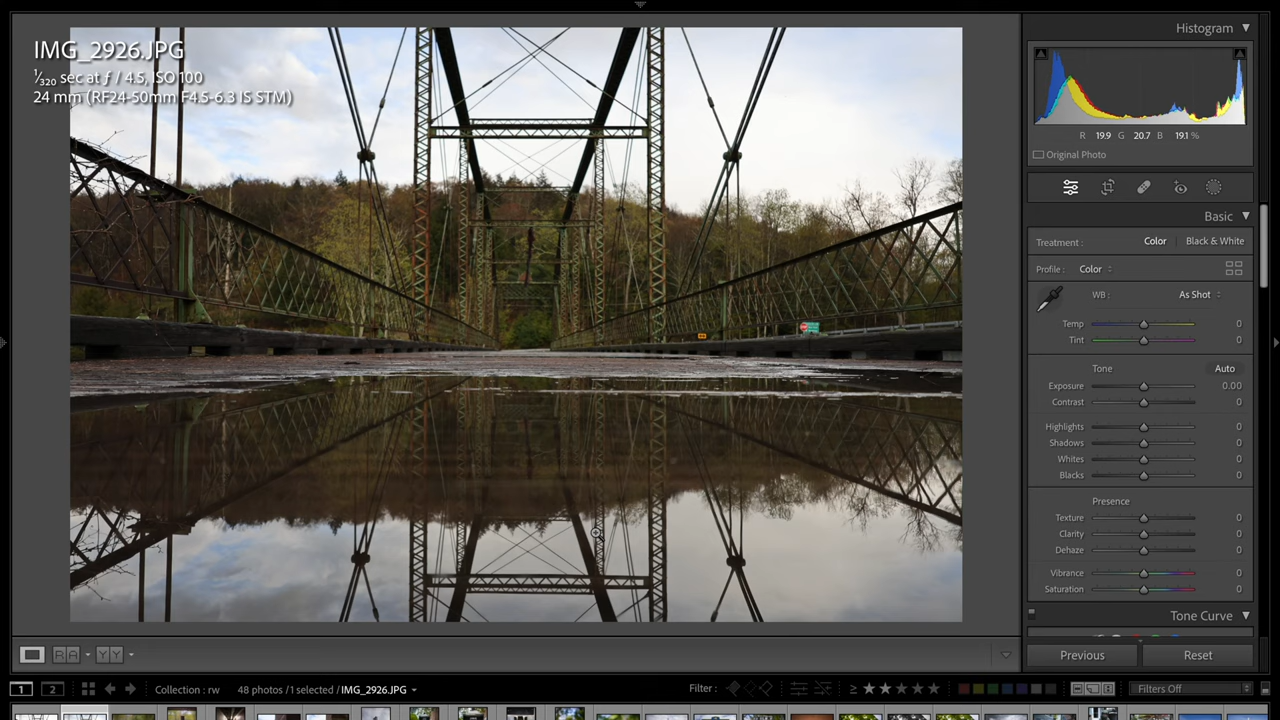 IMG_2926.JPG
1/320 sec at ƒ / 4.5, ISO 100
24 mm (RF24-50mm F4.5-6.3 IS STM)
Histogram
R 19.9 G 20.7 B 19.1 %
Original Photo
Basic
Treatment : Color Black & White
Profile : Color
WB : As Shot
Temp 0
Tint 0
Tone Auto
Exposure 0.00
Contrast 0
Highlights 0
Shadows 0
Whites 0
Blacks 0
Presence
Texture 0
Clarity 0
Dehaze 0
Vibrance 0
Saturation 0
Tone Curve
R A Y Y
Previous Reset
1 2 Collection : rw 48 photos / 1 selected / IMG_2926.JPG Filter : ≥ ★★★★★ Filters Off